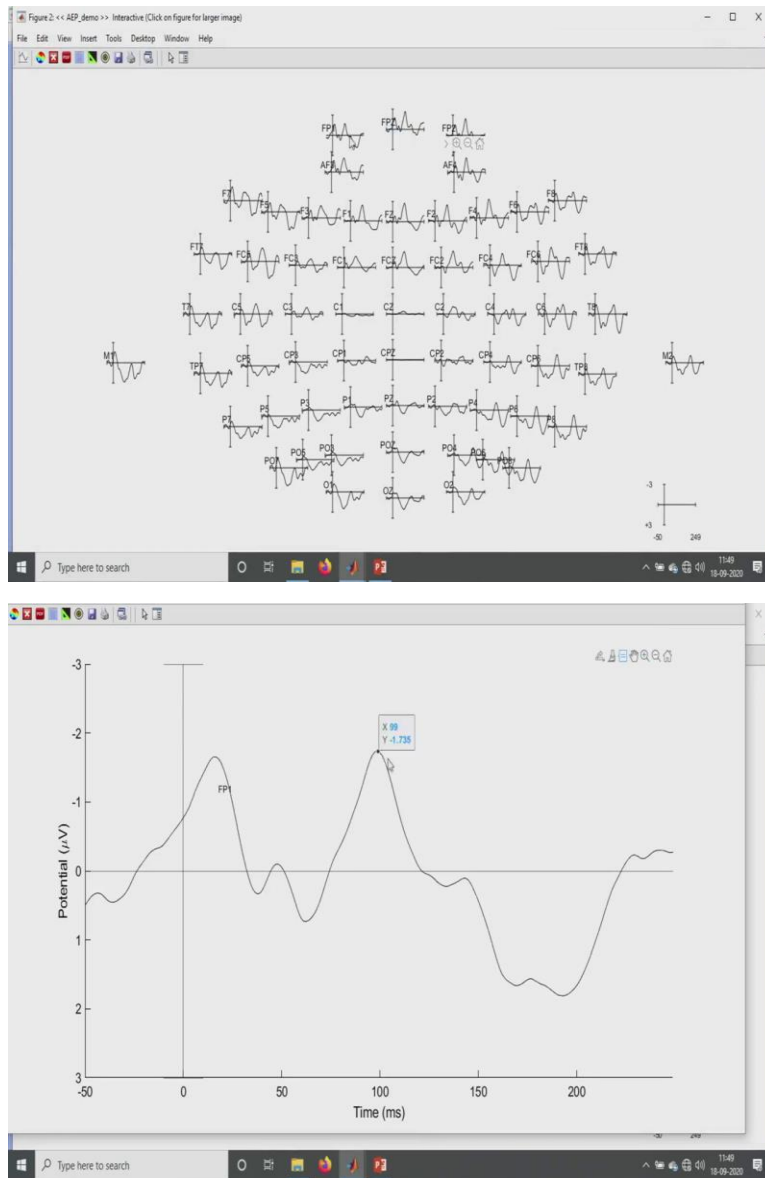 Figure 2: << AEP_demo >> Interactive (Click on figure for larger image)
File Edit View Insert Tools Desktop Window Help
FP1 FPZ FP2
AF3 AF4
F7 F5 F3 F1 FZ F2 F4 F6 F8
FT7 FC5 FC3 FC1 FCZ FC2 FC4 FC6 FT8
T7 C5 C3 C1 CZ C2 C4 C6 T8
M1 TP7 CP5 CP3 CP1 CPZ CP2 CP4 CP6 TP8 M2
P7 P5 P3 P1 PZ P2 P4 P6 P8
PO7 PO5 PO3 POZ PO4 PO6 PO8
O1 OZ O2
-3
+3
-50 249
Type here to search
11:49
18-09-2020
X 99
Y -1.735
FP1
-3
-2
-1
0
1
2
3
Potential (μV)
-50 0 50 100 150 200
Time (ms)
-50 249
Type here to search
11:49
18-09-2020